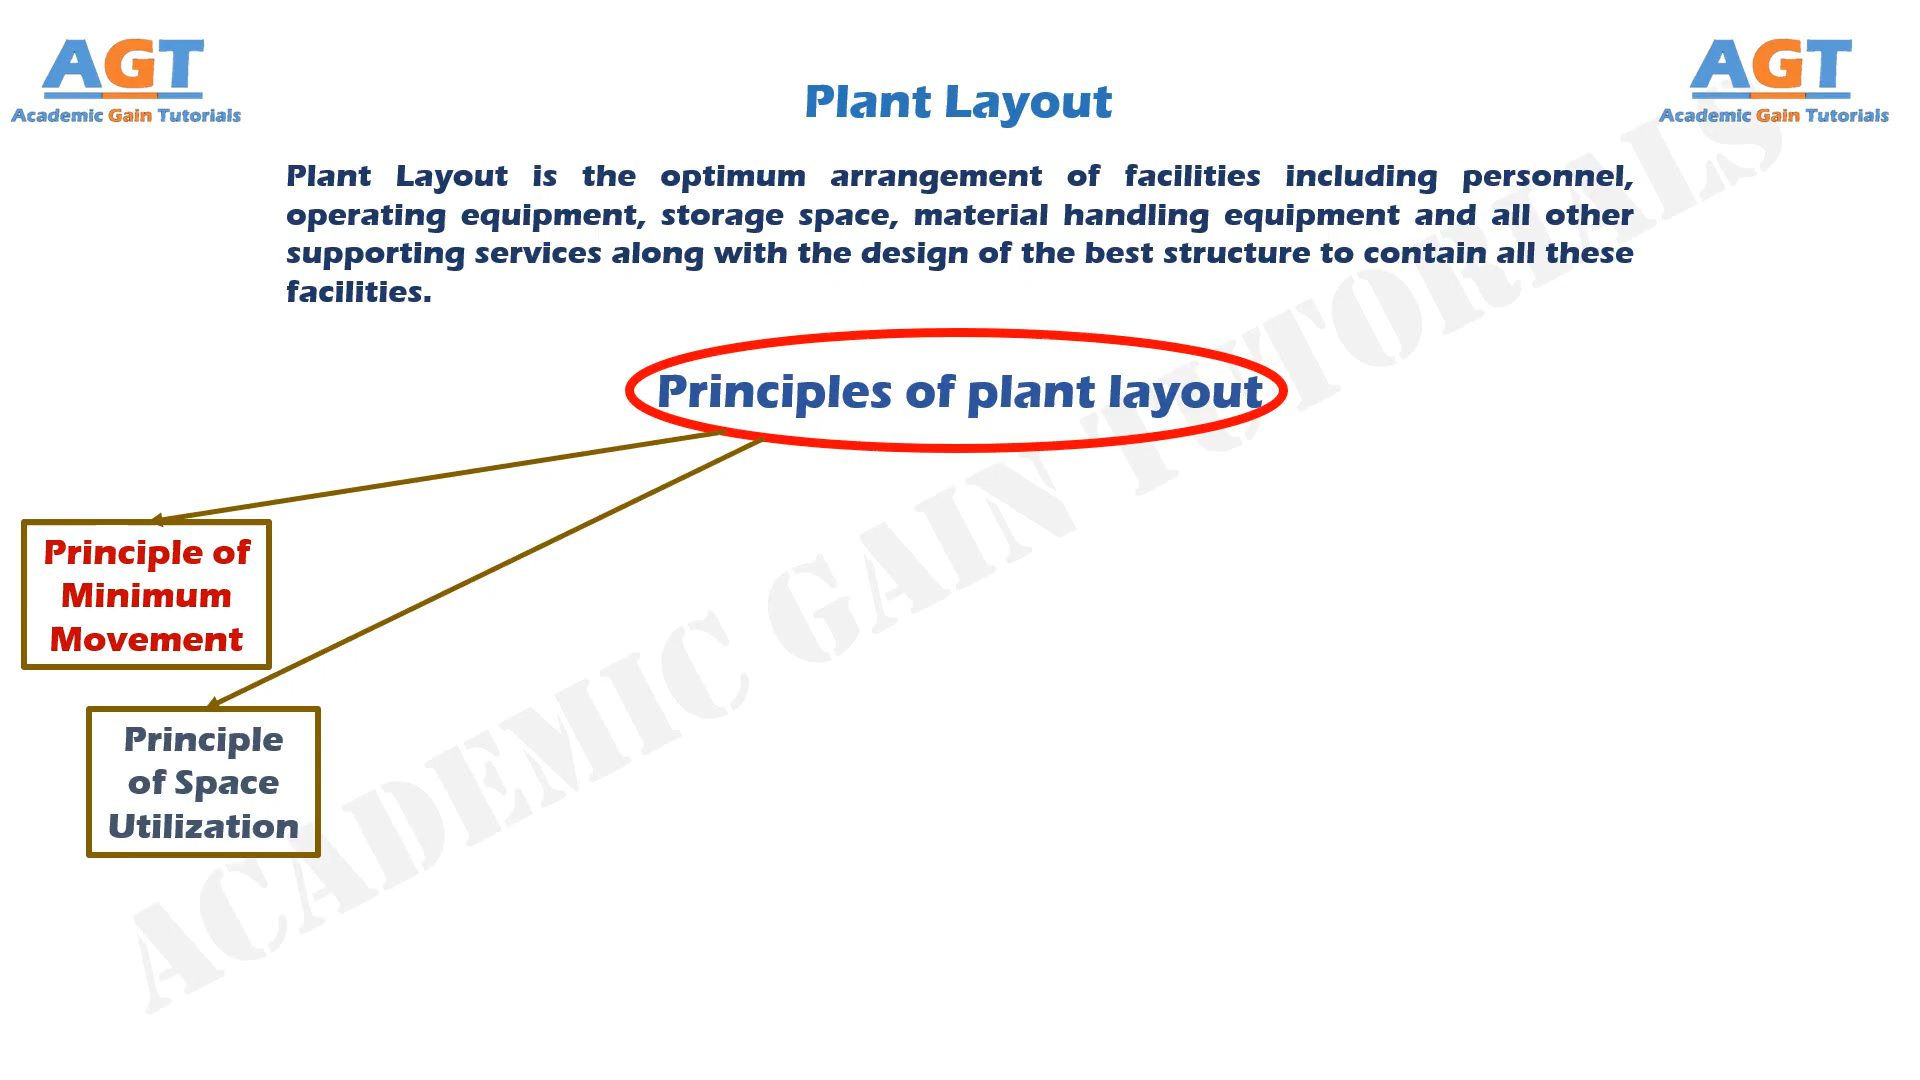 AGT
Academic Gain Tutorials
AGT
Academic Gain Tutorials
Plant Layout
Plant Layout is the optimum arrangement of facilities including personnel,
operating equipment, storage space, material handling equipment and all other
supporting services along with the design of the best structure to contain all these
facilities.
Principles of plant layout
Principle of
Minimum
Movement
Principle
of Space
Utilization
ACADEMIC GAIN TUTORIALS